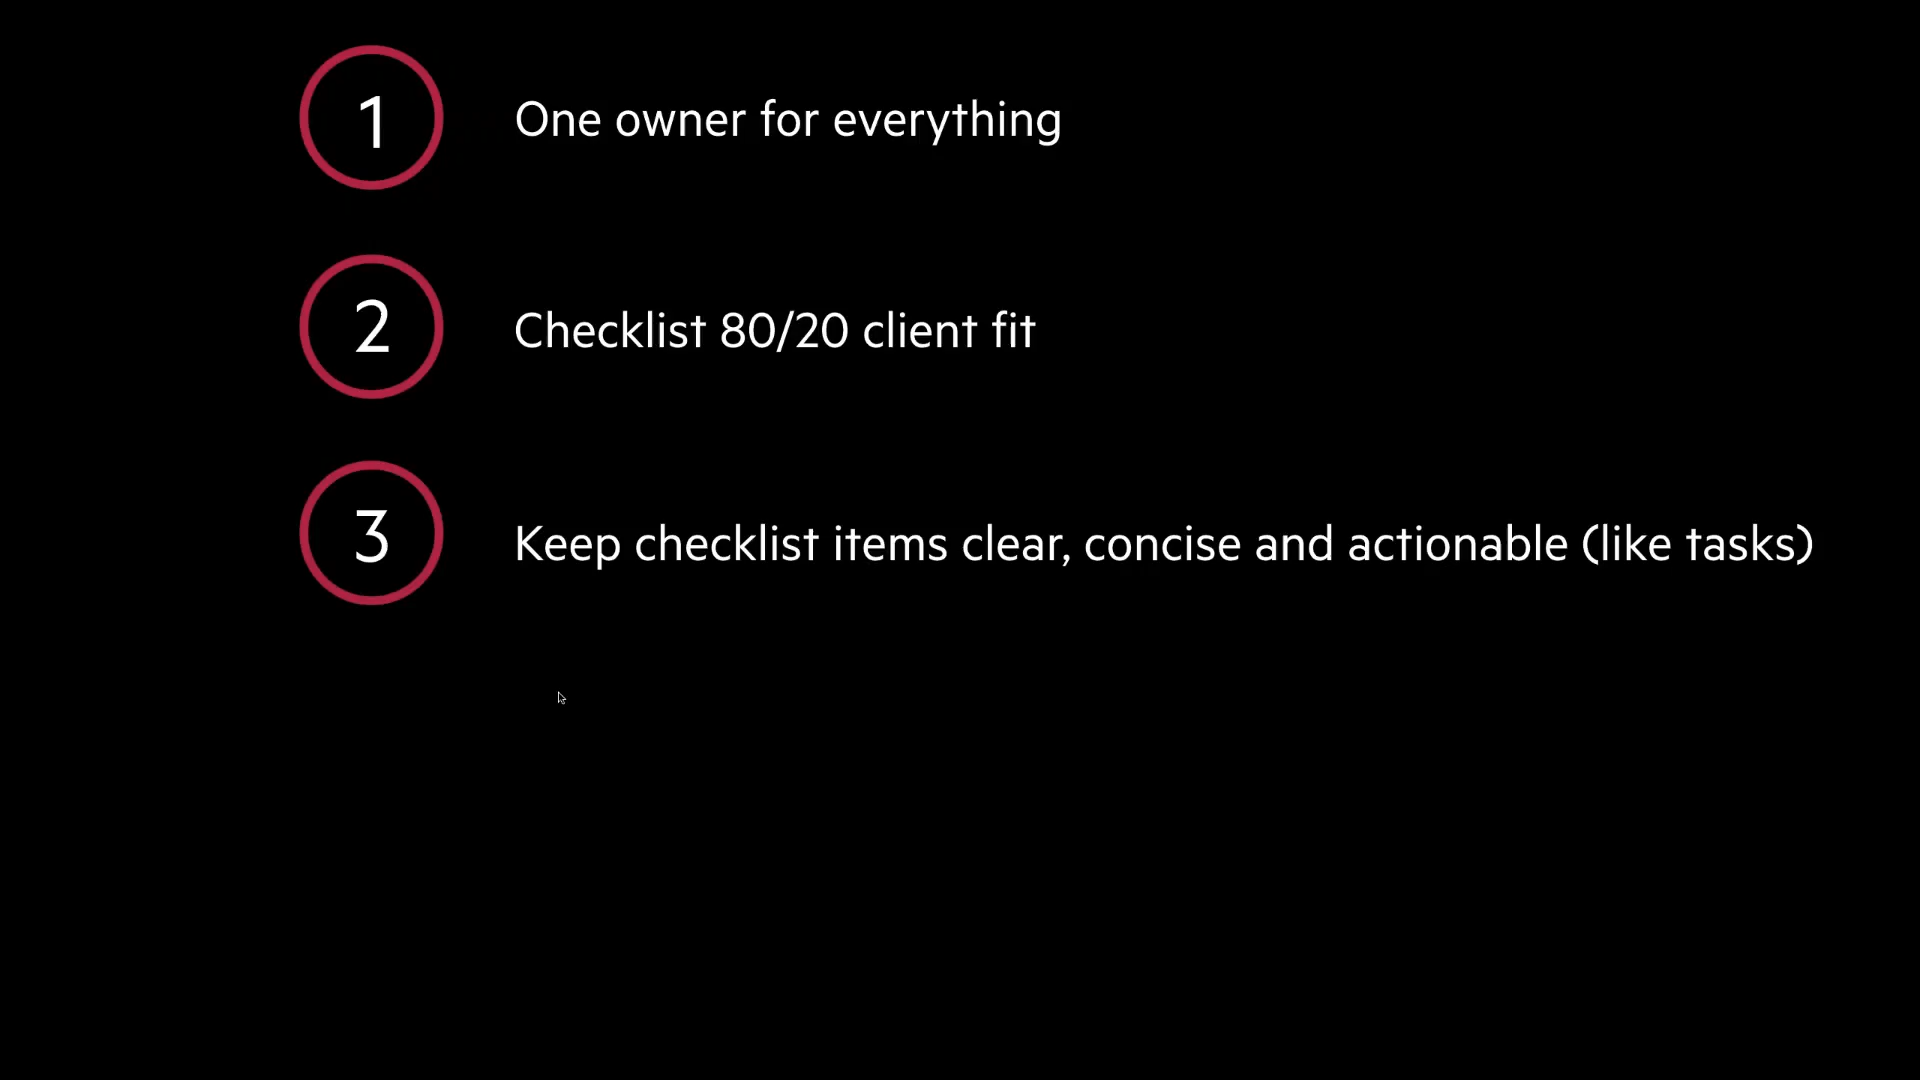 1 One owner for everything
2 Checklist 80/20 client fit
3 Keep checklist items clear, concise and actionable (like tasks)